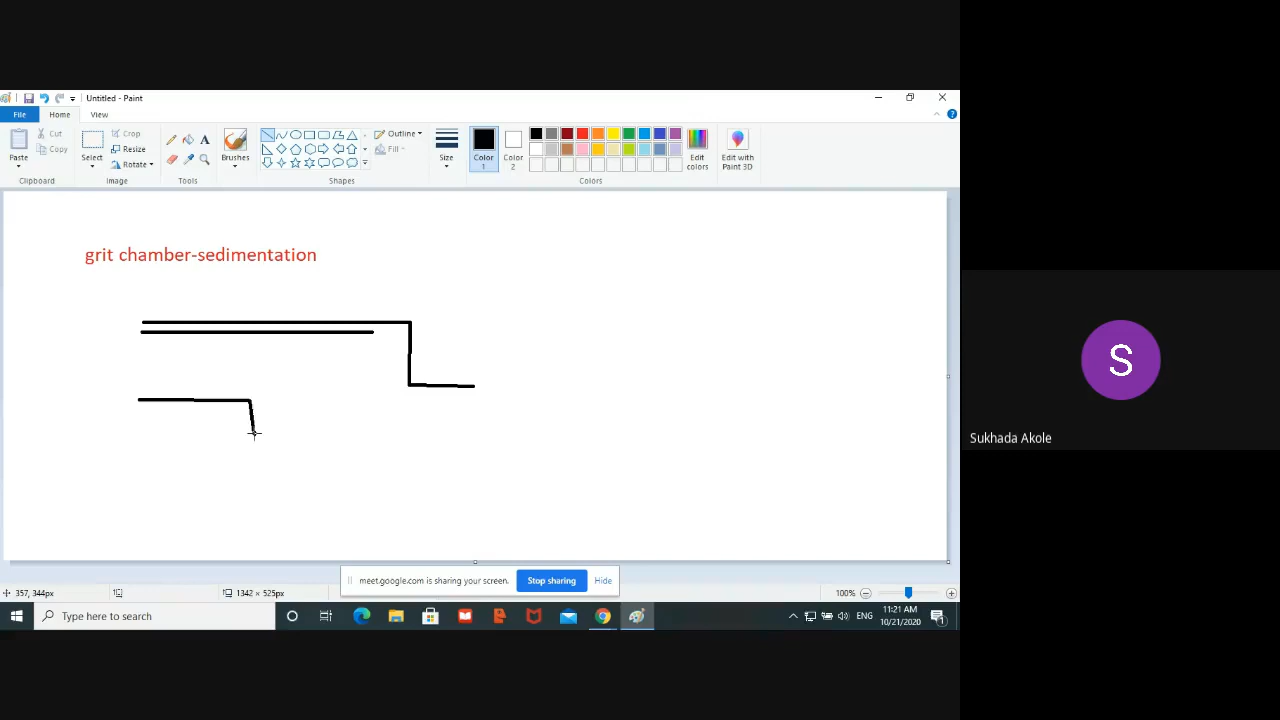 Untitled - Paint
File Home View
Cut Crop Outline
Copy Resize Fill
Paste Select Rotate Brushes Size Color 1 Color 2 Edit colors Edit with Paint 3D
Clipboard Image Tools Shapes Colors
grit chamber-sedimentation
S
Sukhada Akole
meet.google.com is sharing your screen. Stop sharing Hide
357, 344px 1342 × 525px 100%
Type here to search ENG 11:21 AM
10/21/2020 1